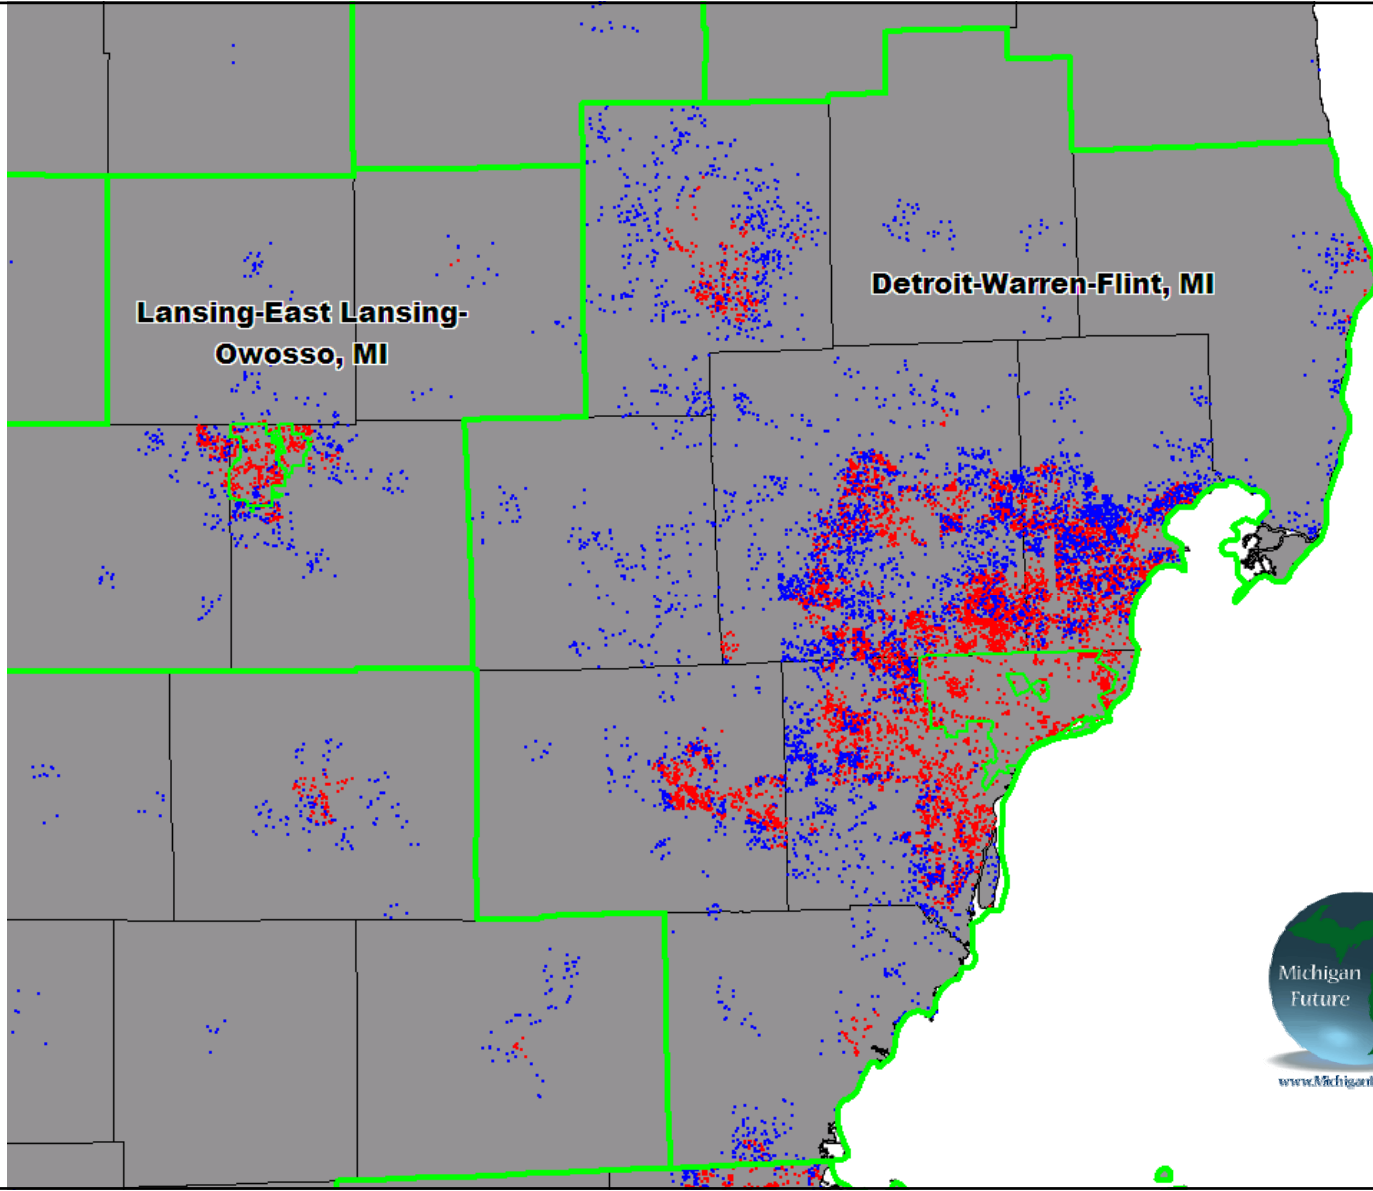 Detroit-Warren-Flint, MI
Lansing-East Lansing-
Owosso, MI
Michigan
Future